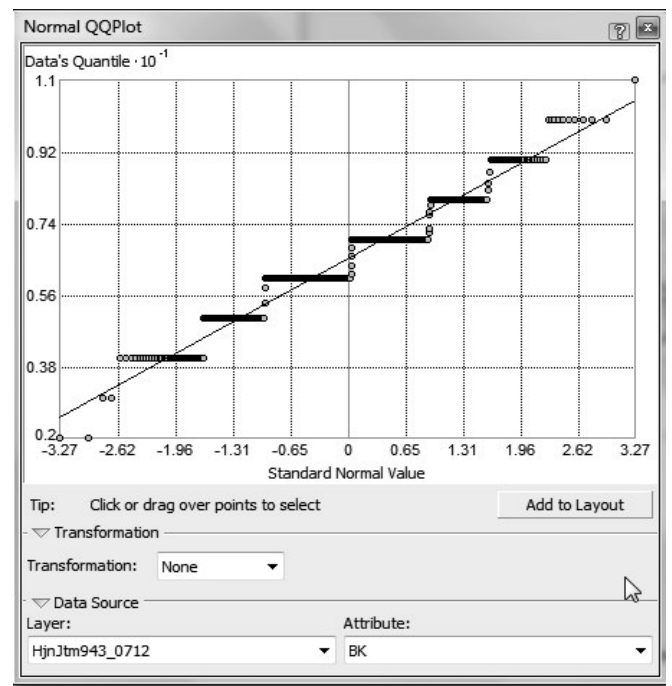 Normal QQPlot
Data's Quantile · 10⁻¹
1.1
0.92
0.74
0.56
0.38
0.2
-3.27 -2.62 -1.96 -1.31 -0.65 0 0.65 1.31 1.96 2.62 3.27
Standard Normal Value
Tip: Click or drag over points to select Add to Layout
Transformation
Transformation: None
Data Source
Layer: Attribute:
HjnJtm943_0712 BK